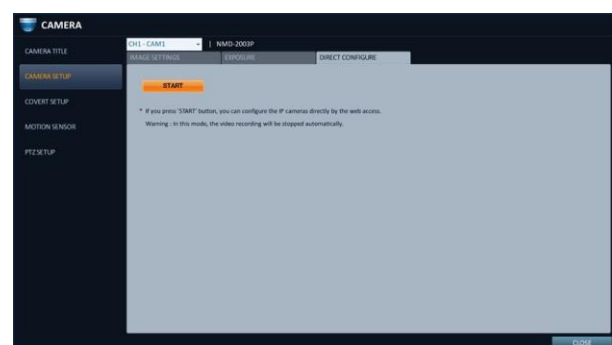 CAMERA
CAMERA TITLE
CAMERA SETUP
COVERT SETUP
MOTION SENSOR
PTZ SETUP
CH1 - CAM1 | NMD-2003P
IMAGE SETTINGS EXPOSURE DIRECT CONFIGURE
START
* If you press 'START' button, you can configure the IP cameras directly by the web access.
Warning : In this mode, the video recording will be stopped automatically.
CLOSE